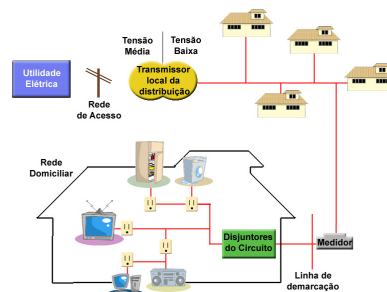 Tensão
Média
Tensão
Baixa
Utilidade
Elétrica
Transmissor
local da
distribuição
Rede
de Acesso
Rede
Domiciliar
Disjuntores
do Circuito
Medidor
Linha de
demarcação